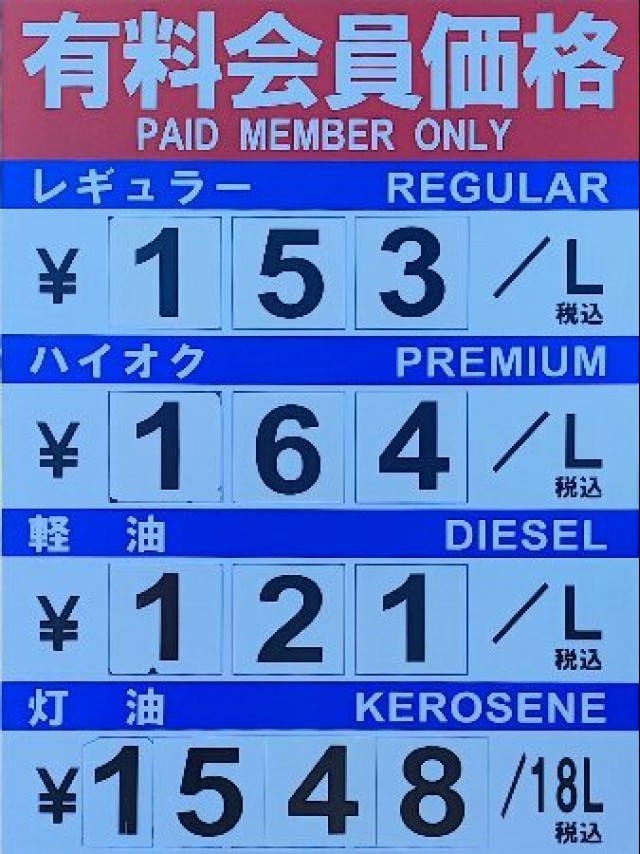 有料会員価格
PAID MEMBER ONLY
レギュラー REGULAR
¥ 153 /L 税込
ハイオク PREMIUM
¥ 164 /L 税込
軽油 DIESEL
¥ 121 /L 税込
灯油 KEROSENE
¥ 1548 /18L 税込